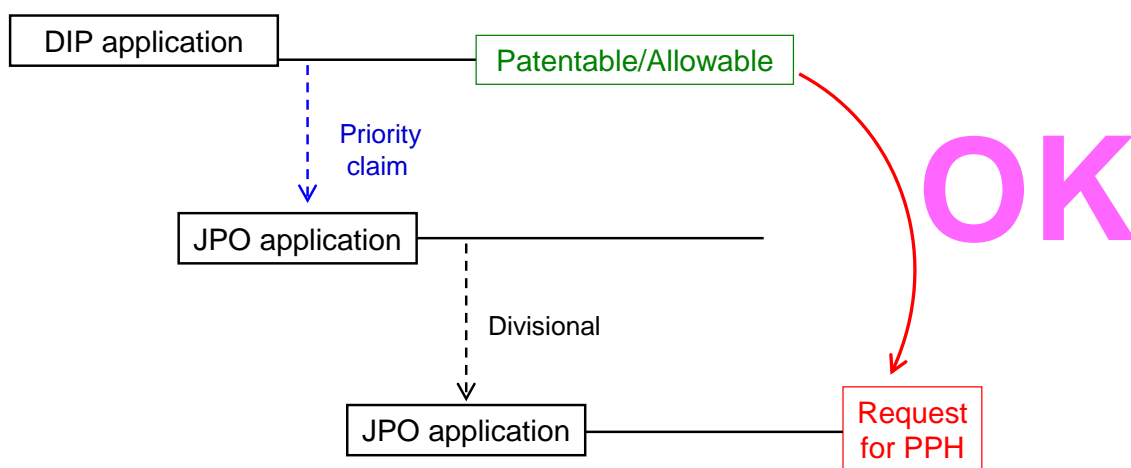 DIP application
Patentable/Allowable
Priority
claim
OK
JPO application
Divisional
JPO application
Request
for PPH